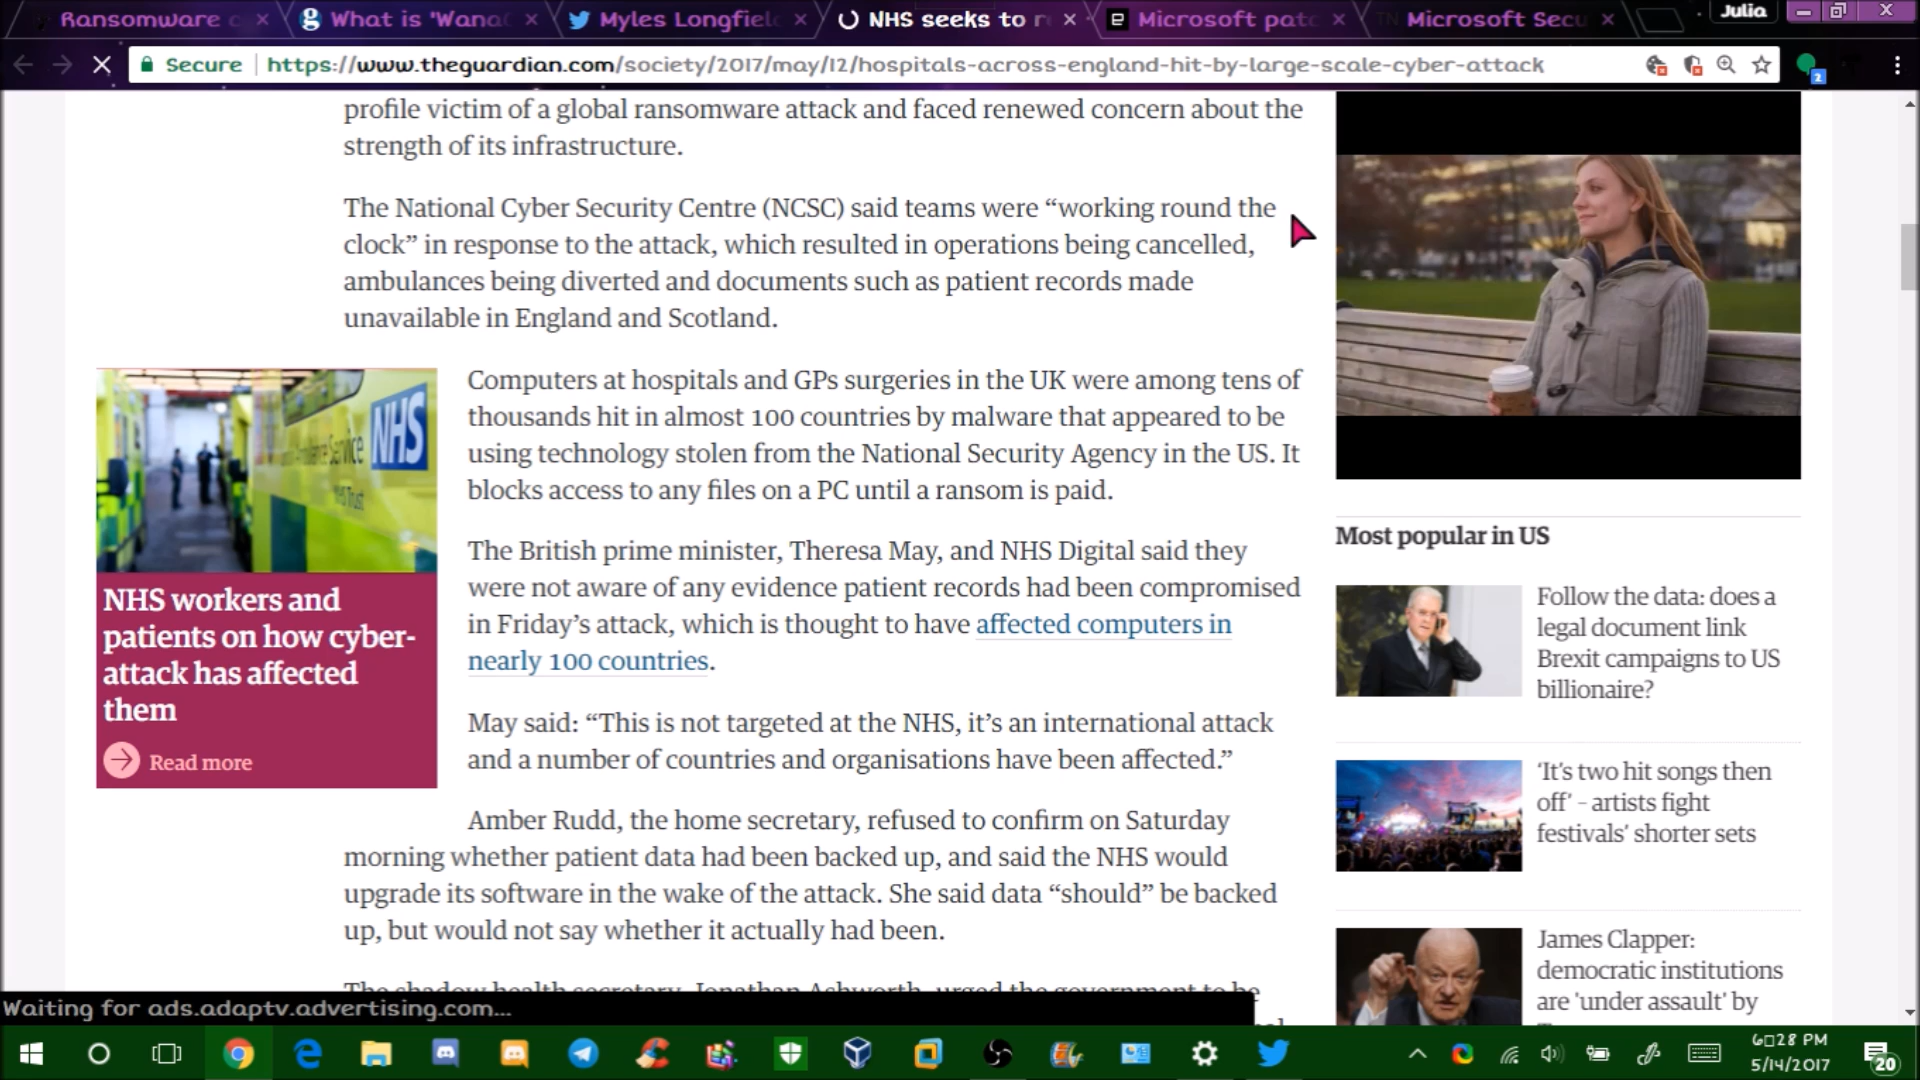 Ransomware
What is 'Wana
Myles Longfiel
NHS seeks to r
Microsoft pat
Microsoft Secu
Julia
Secure
https://www.theguardian.com/society/2017/may/12/hospitals-across-england-hit-by-large-scale-cyber-attack
2
profile victim of a global ransomware attack and faced renewed concern about the
strength of its infrastructure.
The National Cyber Security Centre (NCSC) said teams were “working round the
clock” in response to the attack, which resulted in operations being cancelled,
ambulances being diverted and documents such as patient records made
unavailable in England and Scotland.
NHS
NHS workers and
patients on how cyber-
attack has affected
them
Read more
Computers at hospitals and GPs surgeries in the UK were among tens of
thousands hit in almost 100 countries by malware that appeared to be
using technology stolen from the National Security Agency in the US. It
blocks access to any files on a PC until a ransom is paid.
The British prime minister, Theresa May, and NHS Digital said they
were not aware of any evidence patient records had been compromised
in Friday’s attack, which is thought to have affected computers in
nearly 100 countries.
May said: “This is not targeted at the NHS, it’s an international attack
and a number of countries and organisations have been affected.”
Amber Rudd, the home secretary, refused to confirm on Saturday
morning whether patient data had been backed up, and said the NHS would
upgrade its software in the wake of the attack. She said data “should” be backed
up, but would not say whether it actually had been.
The shadow health secretary, Jonathan Ashworth, urged the government to be
Most popular in US
Follow the data: does a
legal document link
Brexit campaigns to US
billionaire?
‘It’s two hit songs then
off’ – artists fight
festivals’ shorter sets
James Clapper:
democratic institutions
are ‘under assault’ by
Waiting for ads.adaptv.advertising.com...
6□28 PM
5/14/2017
20